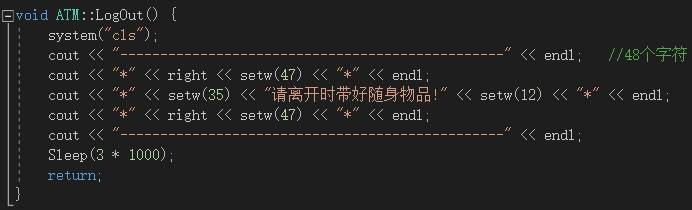 void ATM::LogOut() {
system("cls");
cout << "------------------------------------------------" << endl; //48个字符
cout << "*" << right << setw(47) << "*" << endl;
cout << "*" << setw(35) << "请离开时带好随身物品!" << setw(12) << "*" << endl;
cout << "*" << right << setw(47) << "*" << endl;
cout << "------------------------------------------------" << endl;
Sleep(3 * 1000);
return;
}